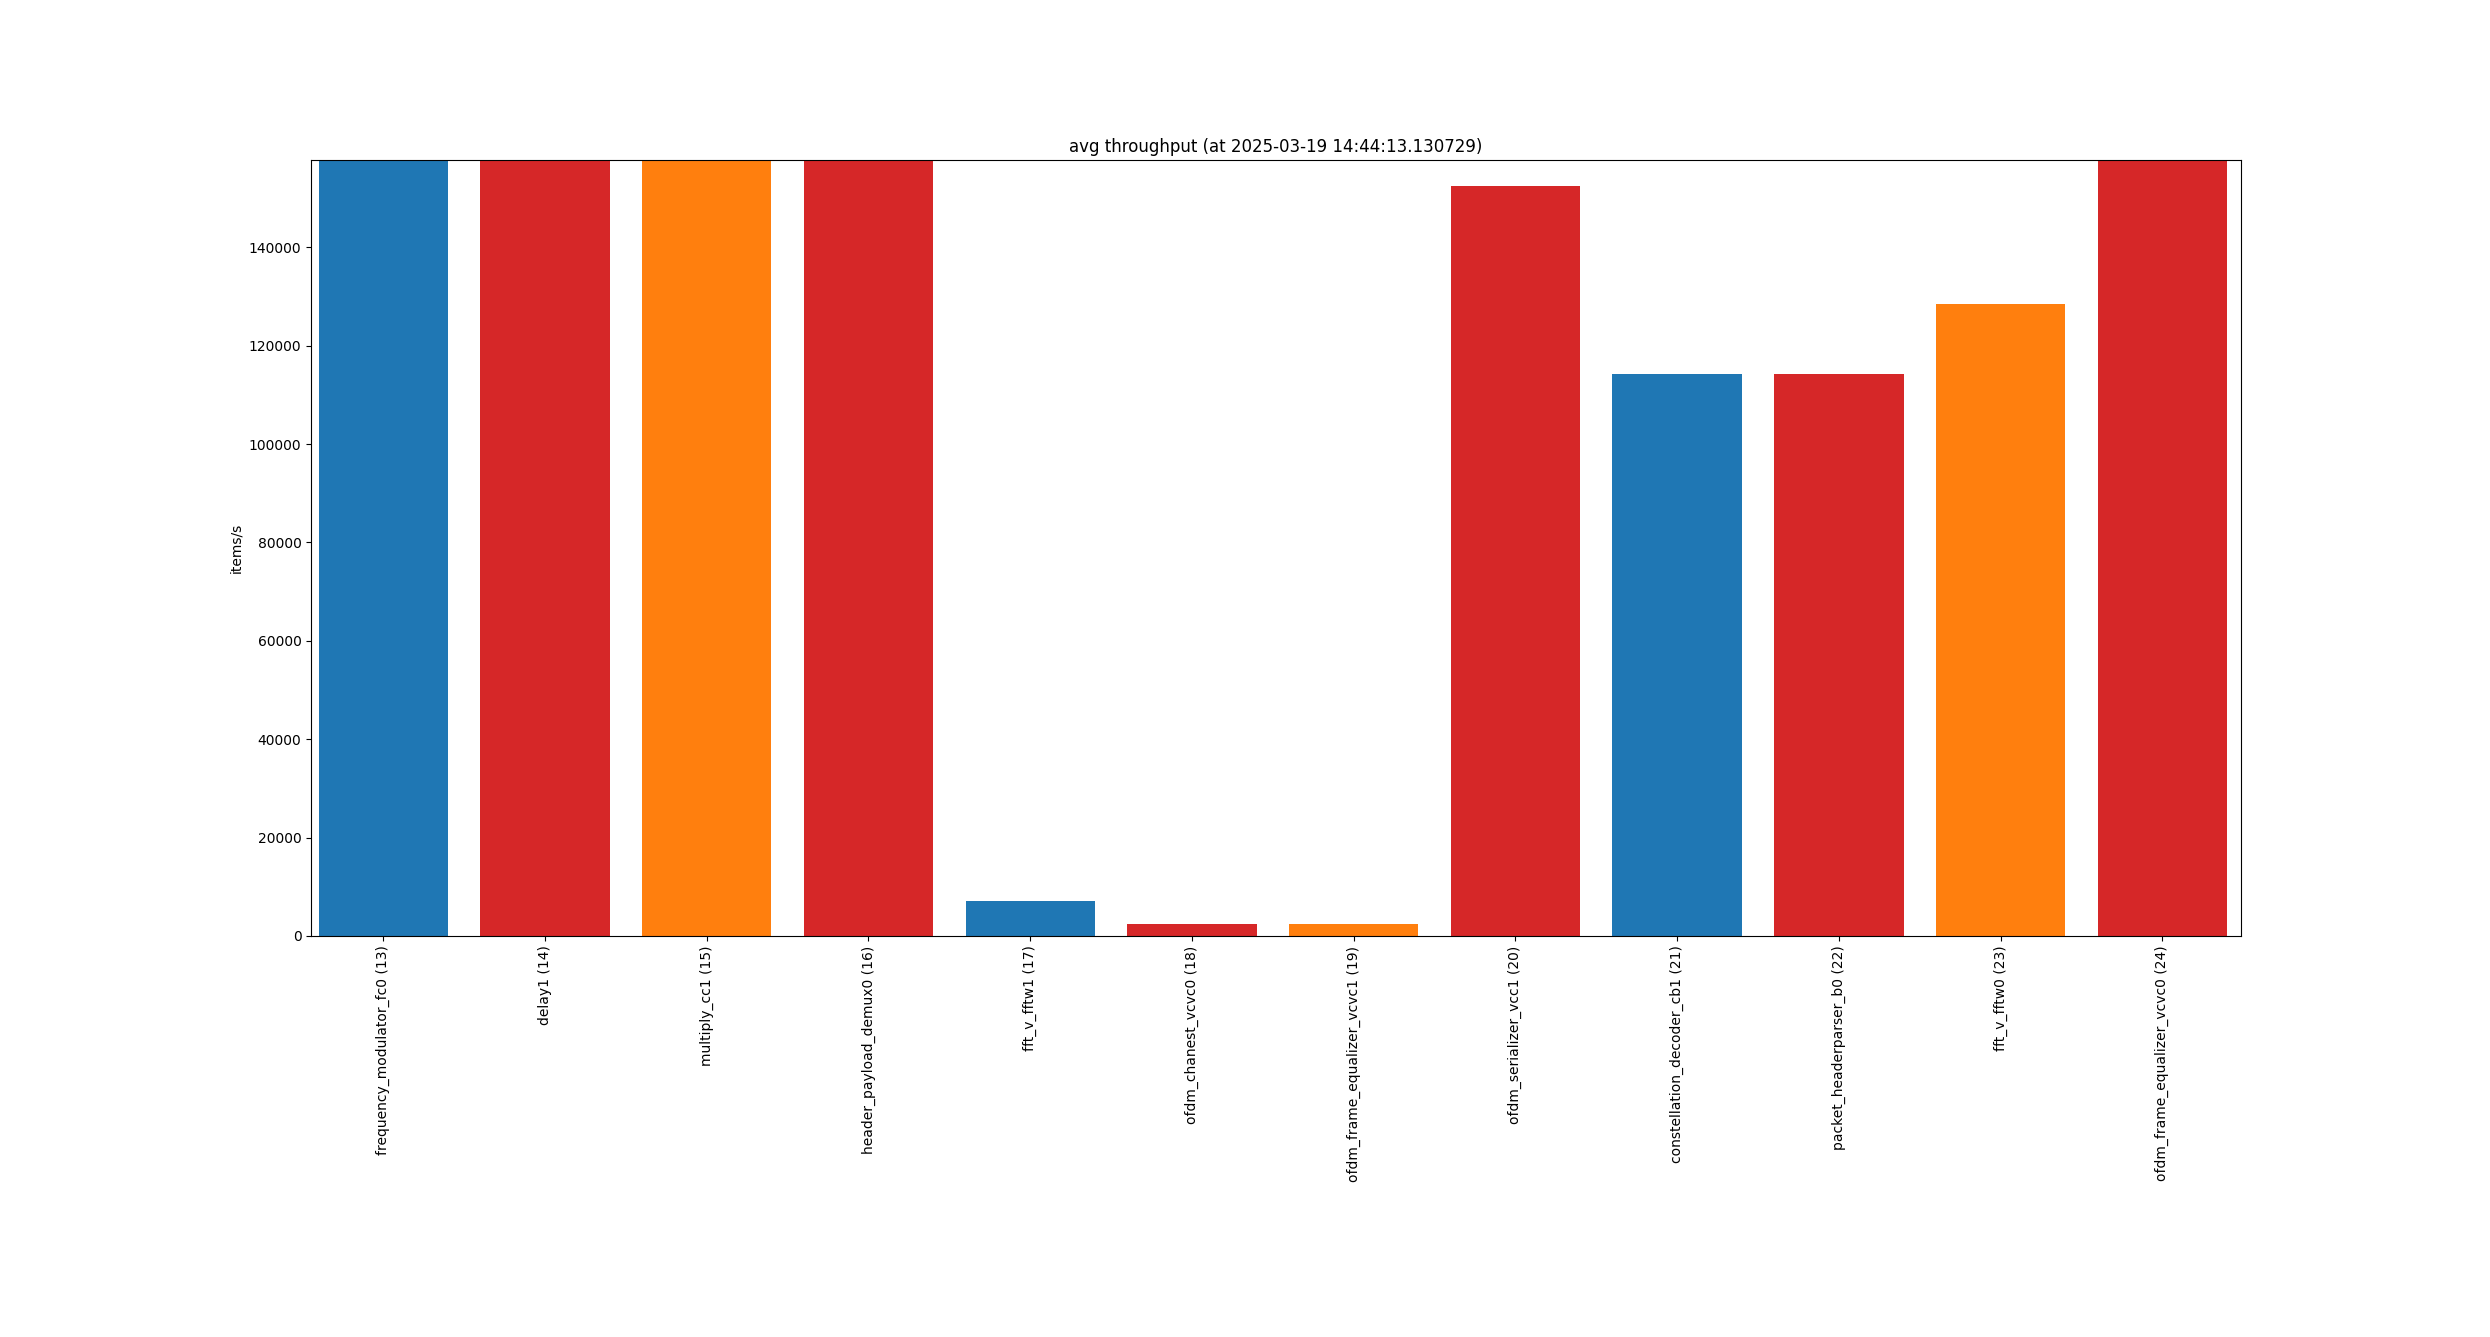 avg throughput (at 2025-03-19 14:44:13.130729)
items/s
140000
120000
100000
80000
60000
40000
20000
0
frequency_modulator_fc0 (13)
delay1 (14)
multiply_cc1 (15)
header_payload_demux0 (16)
fft_v_fftw1 (17)
ofdm_chanest_vcvc0 (18)
ofdm_frame_equalizer_vcvc1 (19)
ofdm_serializer_vcc1 (20)
constellation_decoder_cb1 (21)
packet_headerparser_b0 (22)
fft_v_fftw0 (23)
ofdm_frame_equalizer_vcvc0 (24)